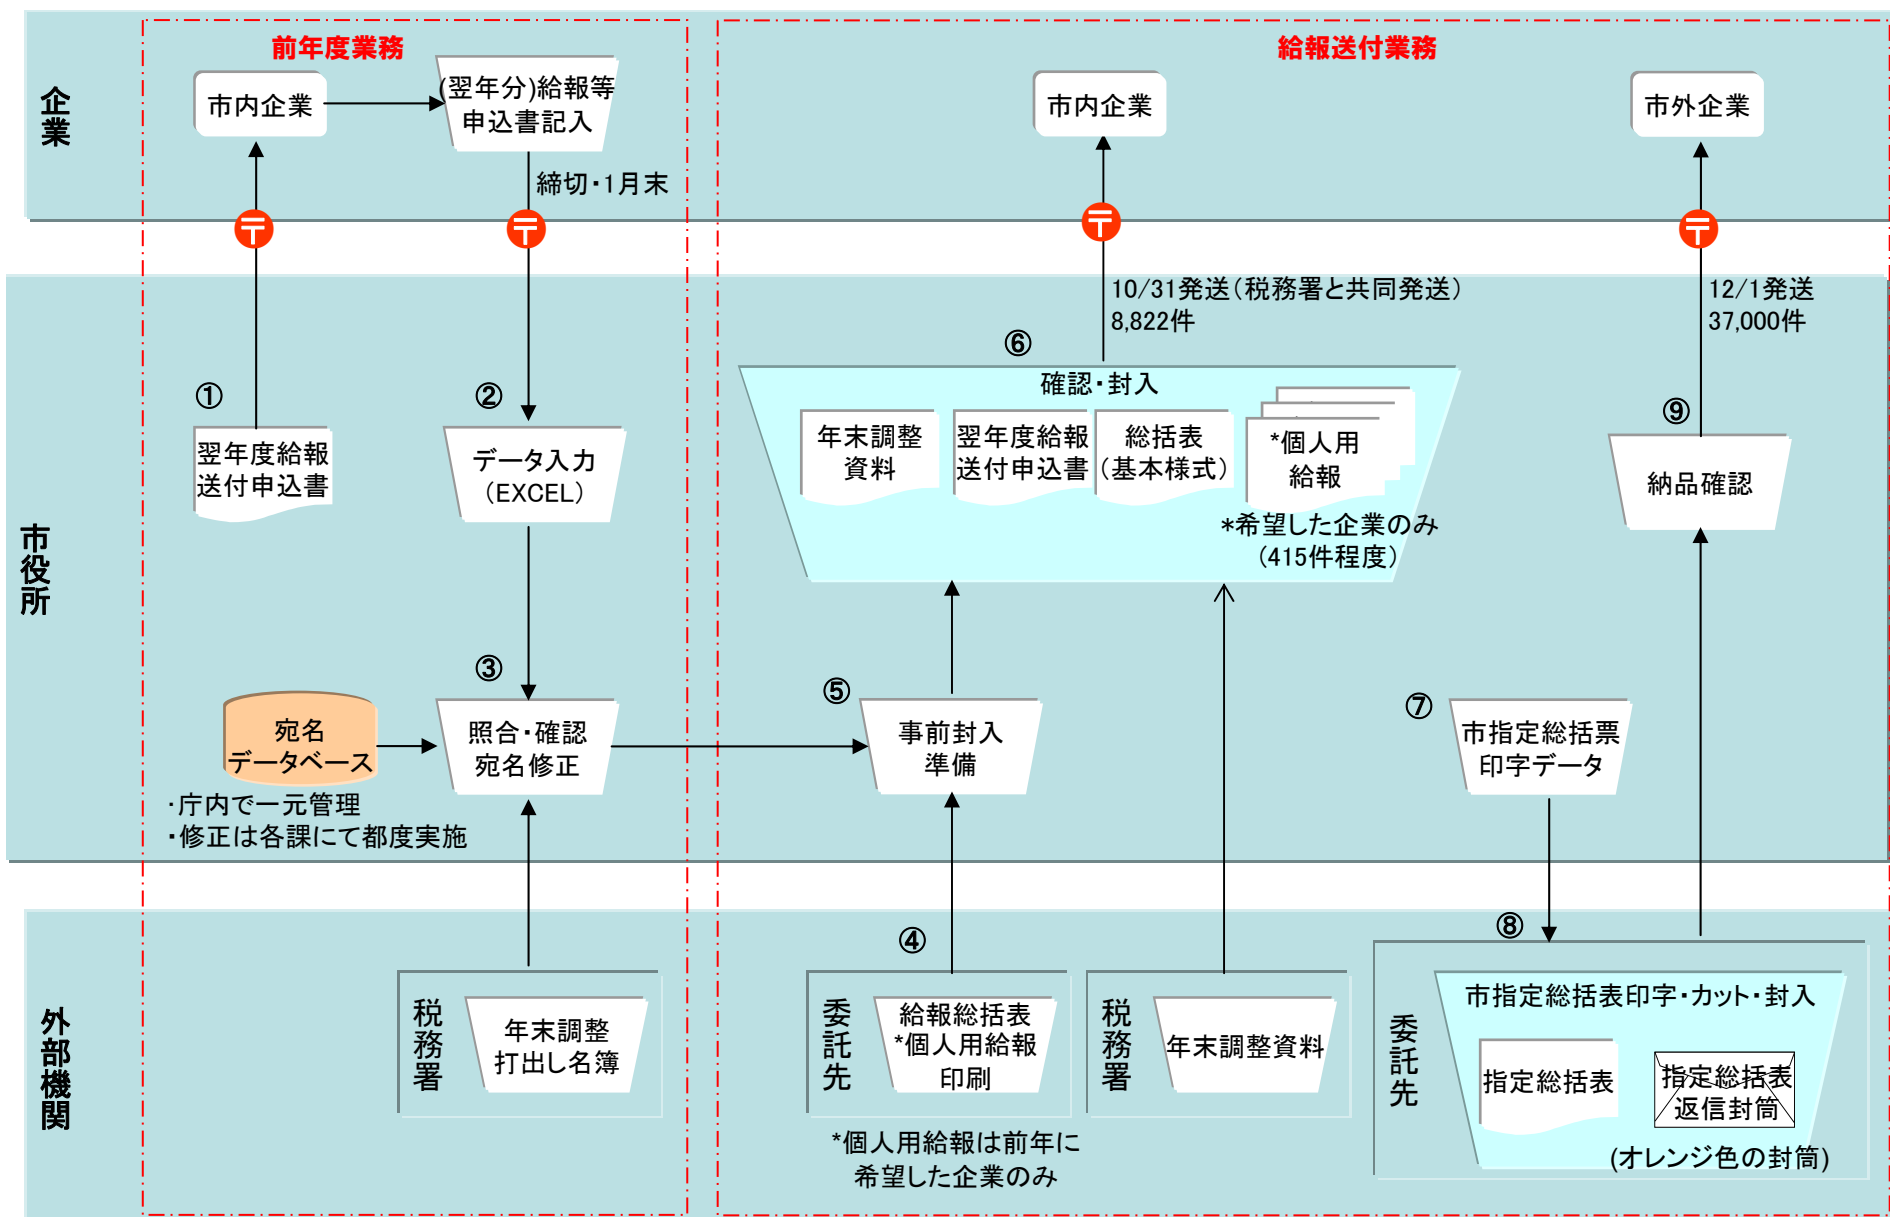 前年度業務
給報送付業務
企業
市内企業
(翌年分)給報等
申込書記入
市内企業
市外企業
締切・1月末
〒
〒
〒
〒
市役所
10/31発送（税務署と共同発送）
8,822件
12/1発送
37,000件
①
翌年度給報
送付申込書
②
データ入力
（EXCEL）
⑥
確認・封入
年末調整
資料
翌年度給報
送付申込書
総括表
（基本様式）
*個人用
給報
*希望した企業のみ
（415件程度）
⑨
納品確認
③
照合・確認
宛名修正
宛名
データベース
・庁内で一元管理
・修正は各課にて都度実施
⑤
事前封入
準備
⑦
市指定総括票
印字データ
外部機関
税務署
年末調整
打出し名簿
④
委託先
給報総括表
*個人用給報
印刷
*個人用給報は前年に
希望した企業のみ
税務署
年末調整資料
⑧
委託先
市指定総括表印字・カット・封入
指定総括表
指定総括表
返信封筒
(オレンジ色の封筒)